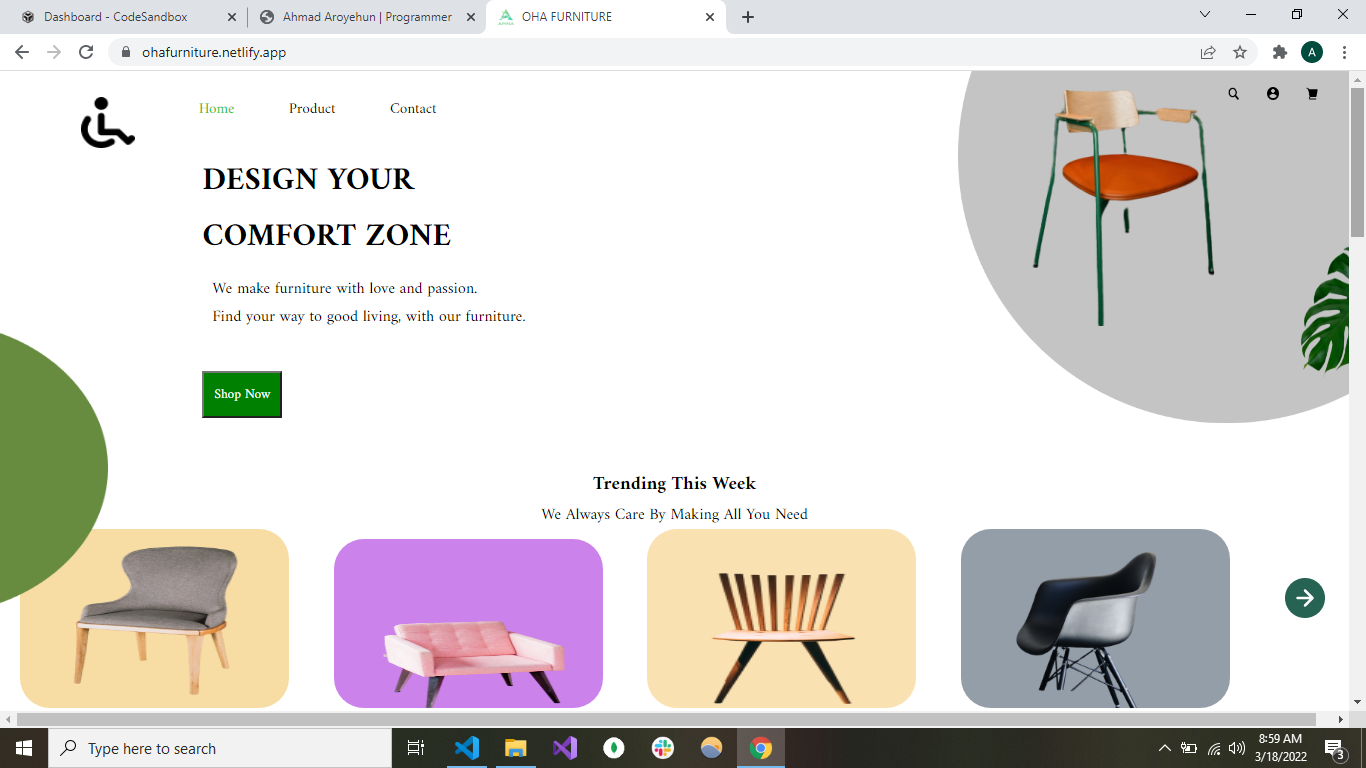 Dashboard - CodeSandbox
Ahmad Aroyehun | Programmer
OHA FURNITURE
ohafurniture.netlify.app
A
Home
Product
Contact
DESIGN YOUR
COMFORT ZONE
We make furniture with love and passion.
Find your way to good living, with our furniture.
Shop Now
Trending This Week
We Always Care By Making All You Need
Type here to search
8:59 AM
3/18/2022
3